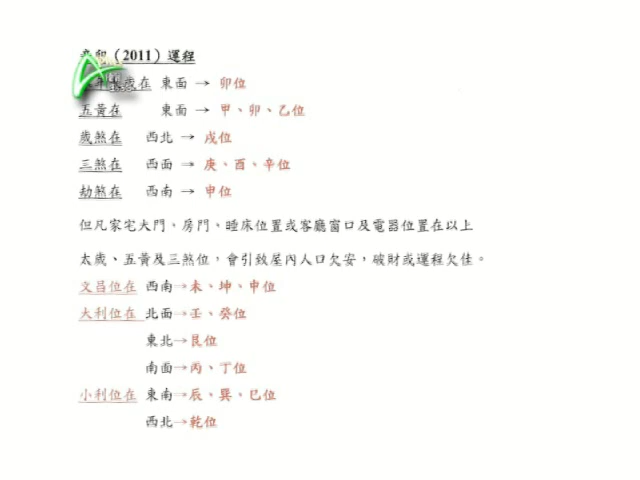 辛卯（2011）運程
歲在 東面 → 卯位
五黃在 東面 → 甲、卯、乙位
歲煞在 西北 → 戌位
三煞在 西面 → 庚、酉、辛位
劫煞在 西南 → 申位
但凡家宅大門、房門、睡床位置或客廳窗口及電器位置在以上
太歲、五黃及三煞位，會引致屋內人口欠安，破財或運程欠佳。
文昌位在 西南→未、坤、申位
大利位在 北面→壬、癸位
東北→艮位
南面→丙、丁位
小利位在 東南→辰、巽、巳位
西北→乾位